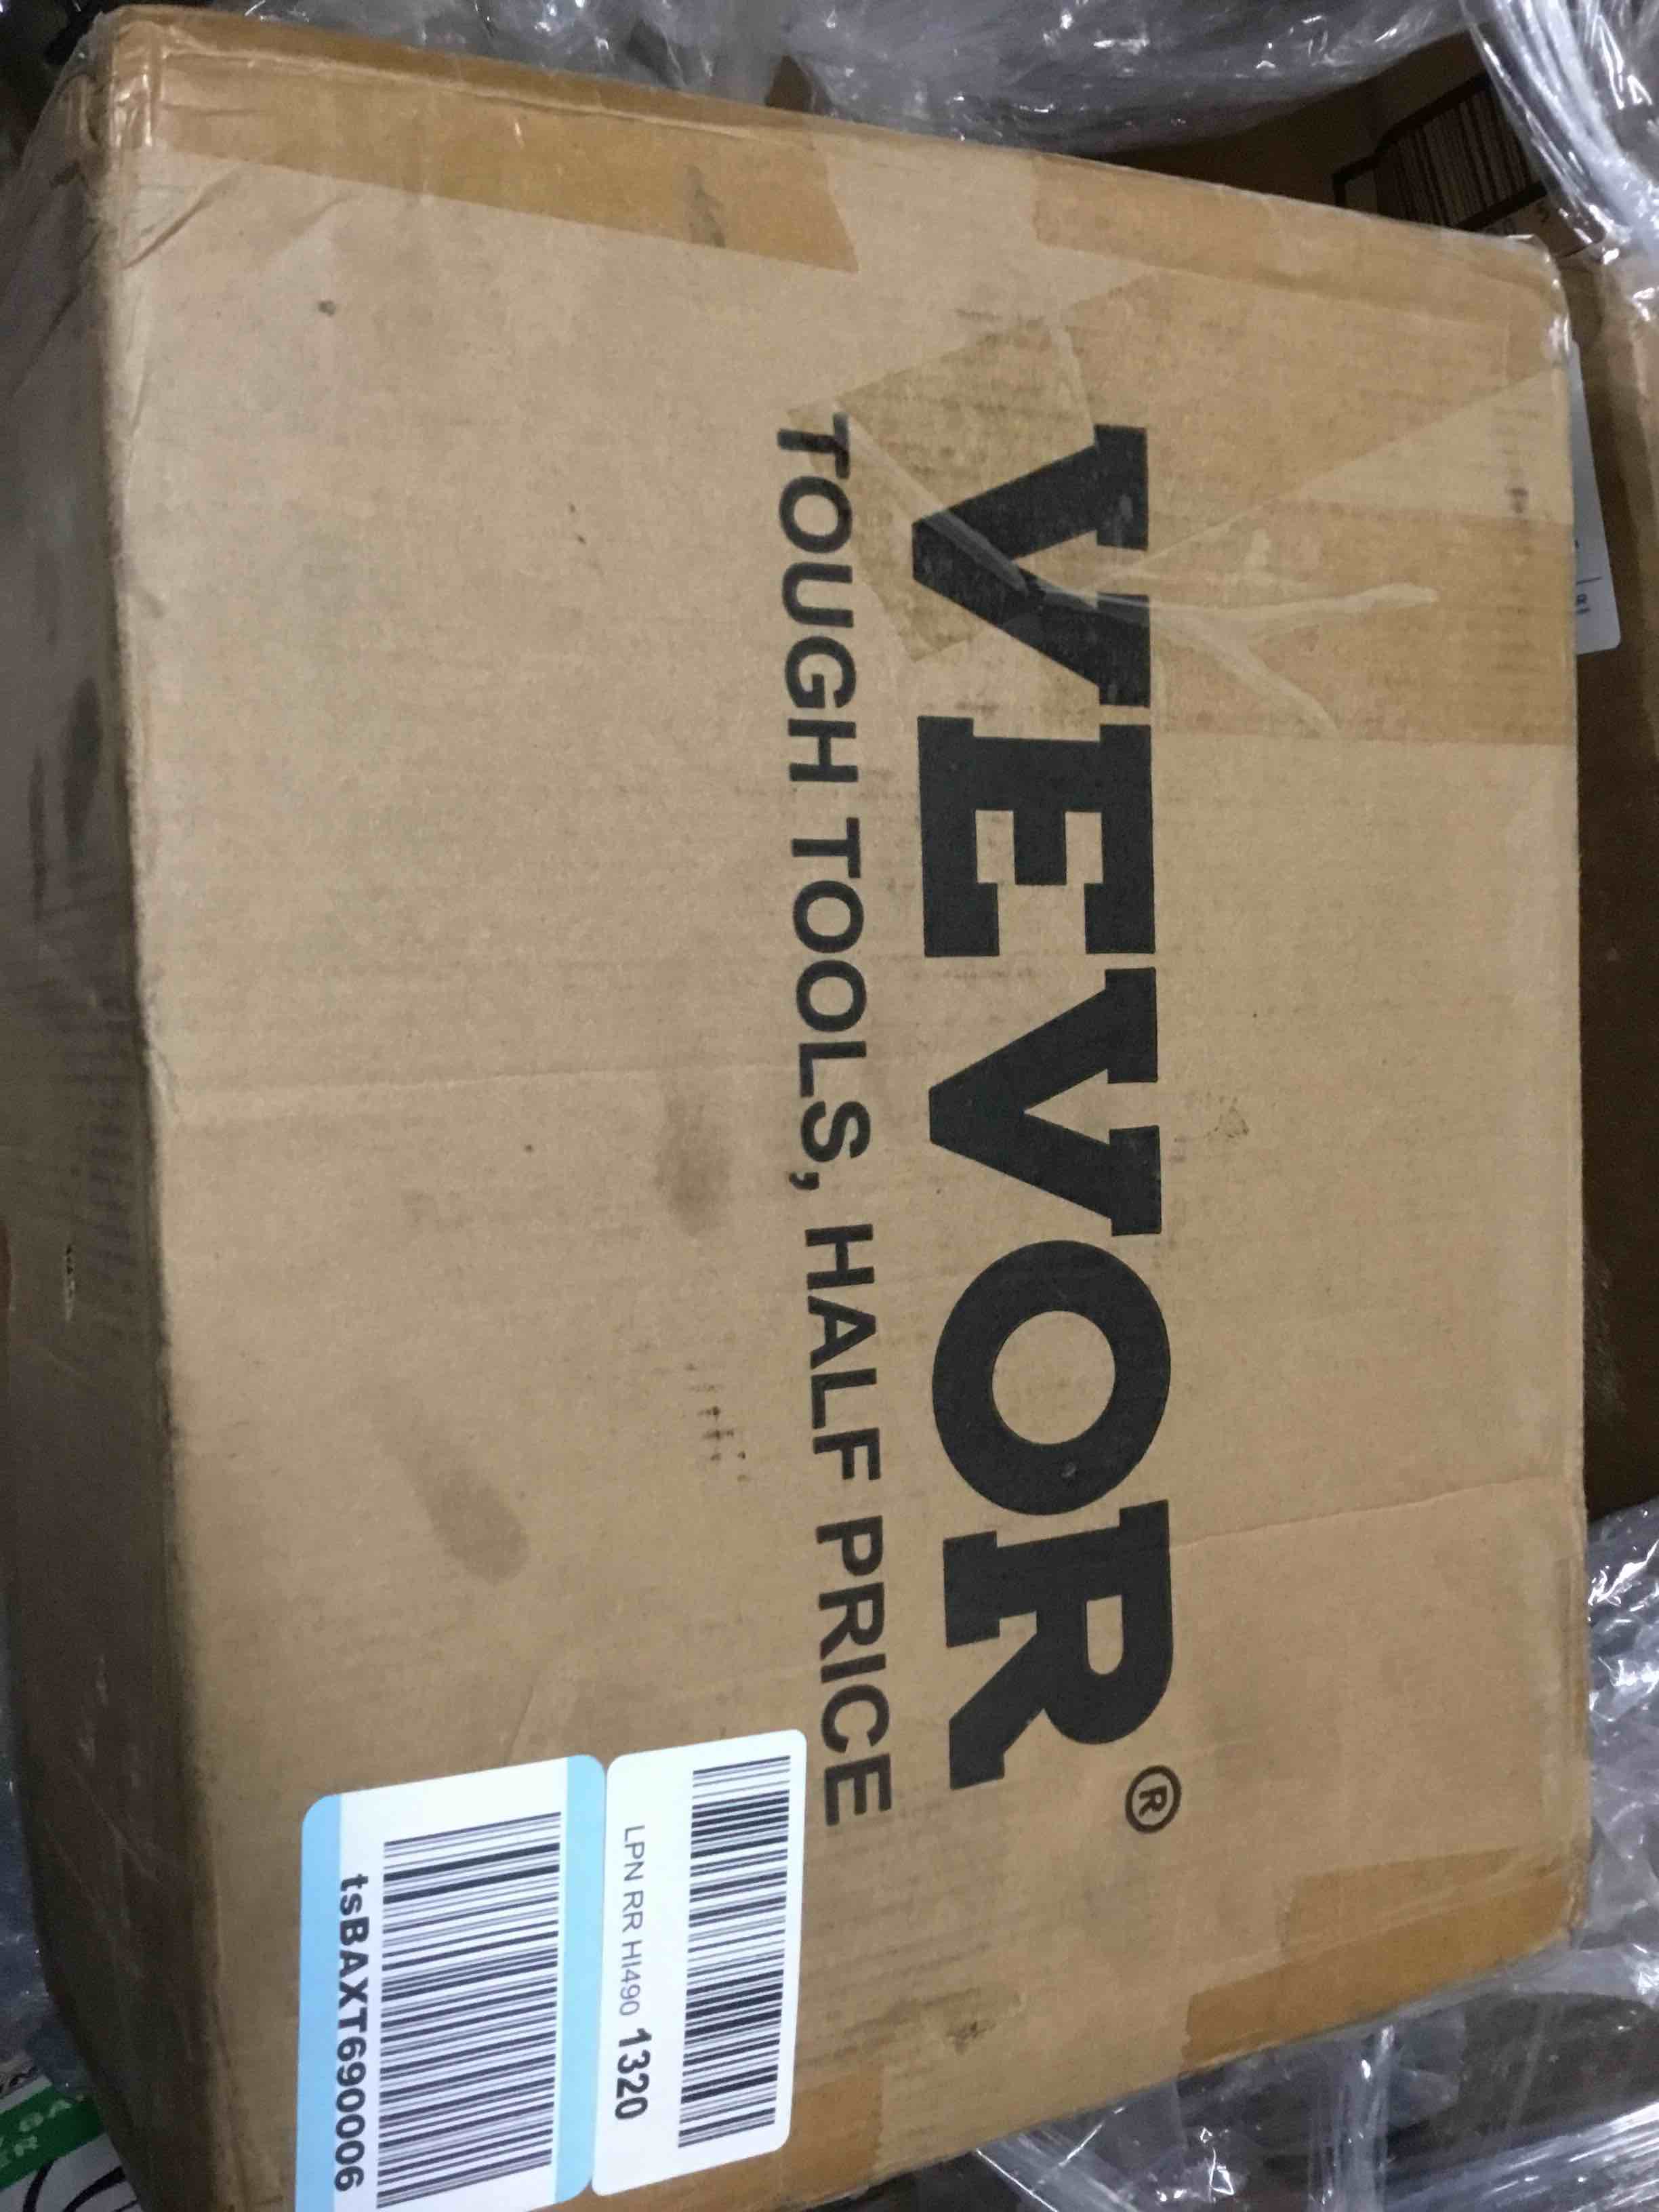 VEVOR®
TOUGH TOOLS, HALF PRICE
LPN RR HI490 1320
tsBAXT690006